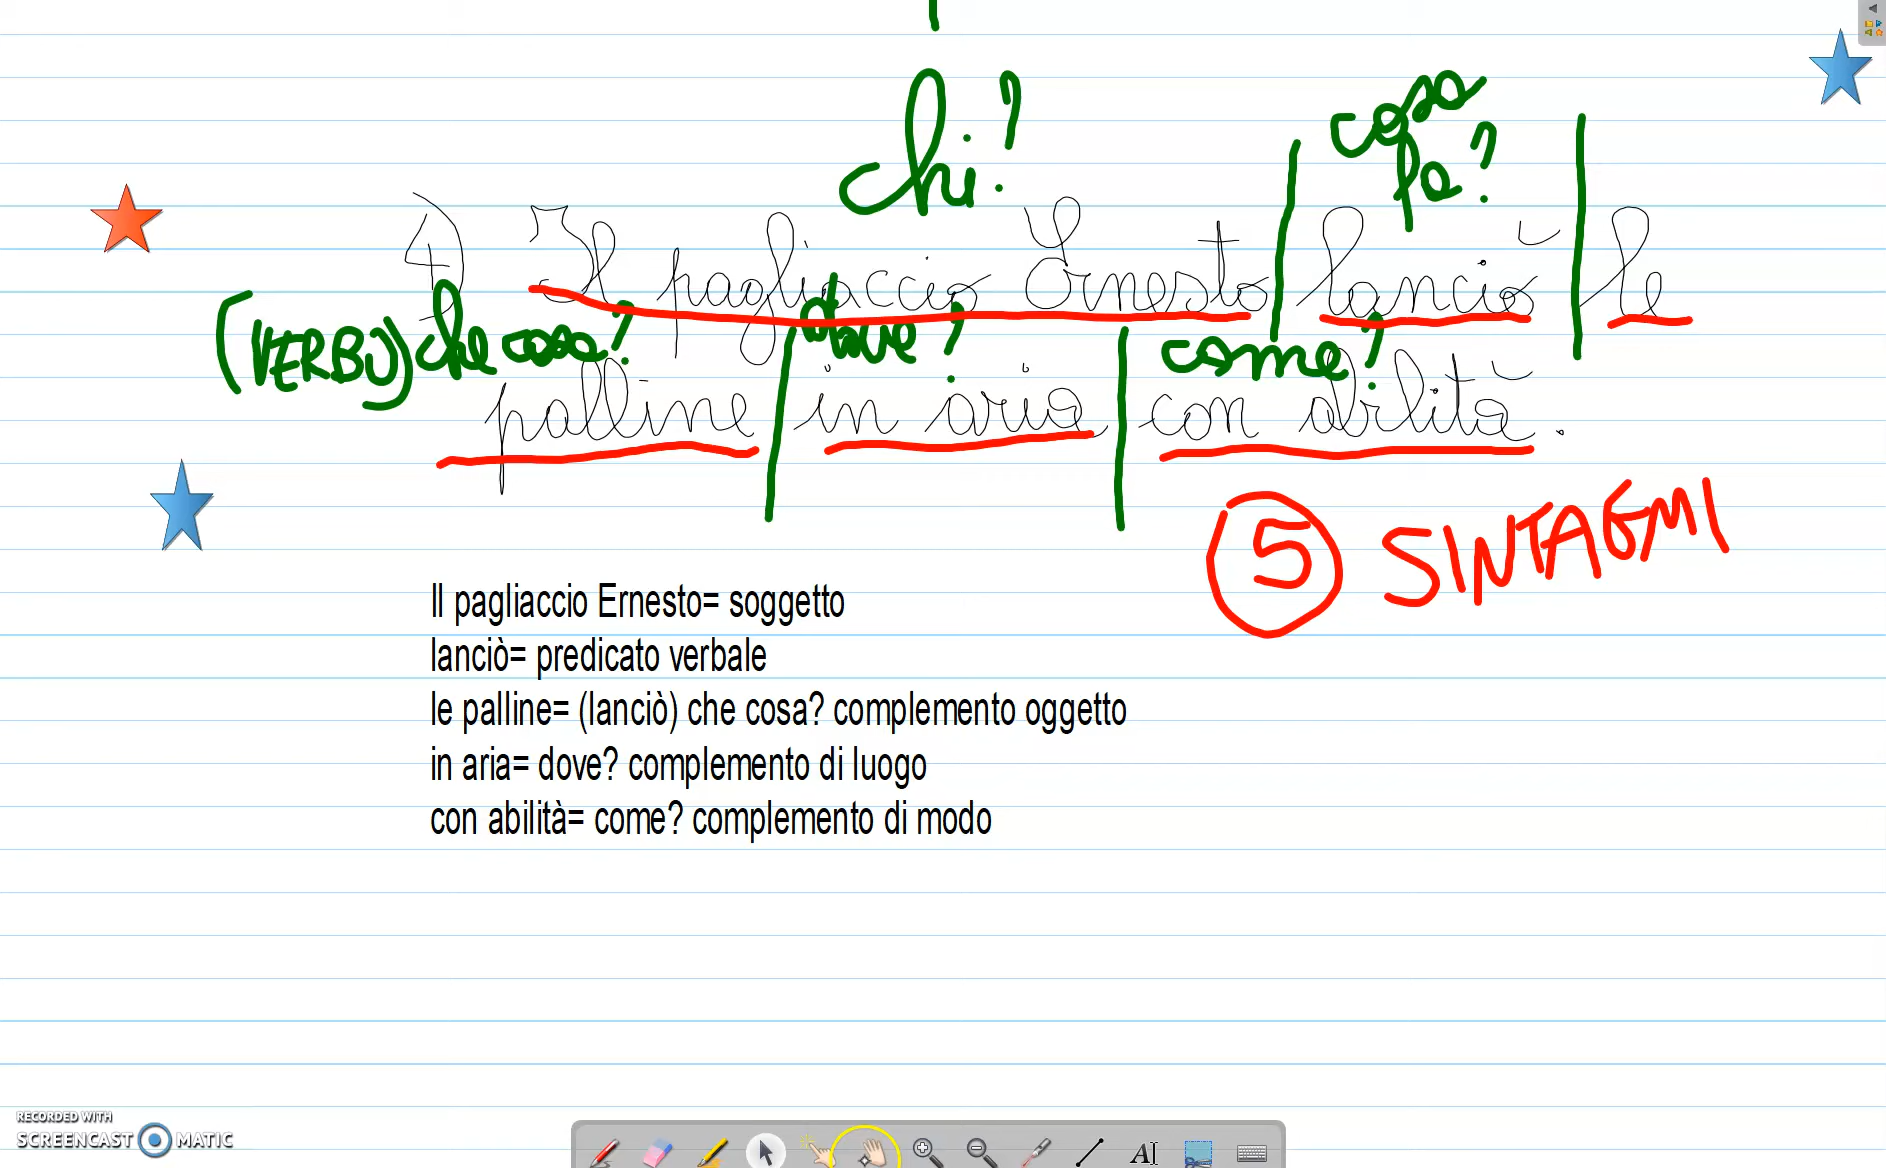 chi?
cosa
fa?
4) Il pagliaccio Ernesto lanciò le
(VERBO) che cosa? dove? come?
palline in aria con abilità.
5 SINTAGMI
Il pagliaccio Ernesto= soggetto
lanciò= predicato verbale
le palline= (lanciò) che cosa? complemento oggetto
in aria= dove? complemento di luogo
con abilità= come? complemento di modo
RECORDED WITH
SCREENCAST MATIC
AI